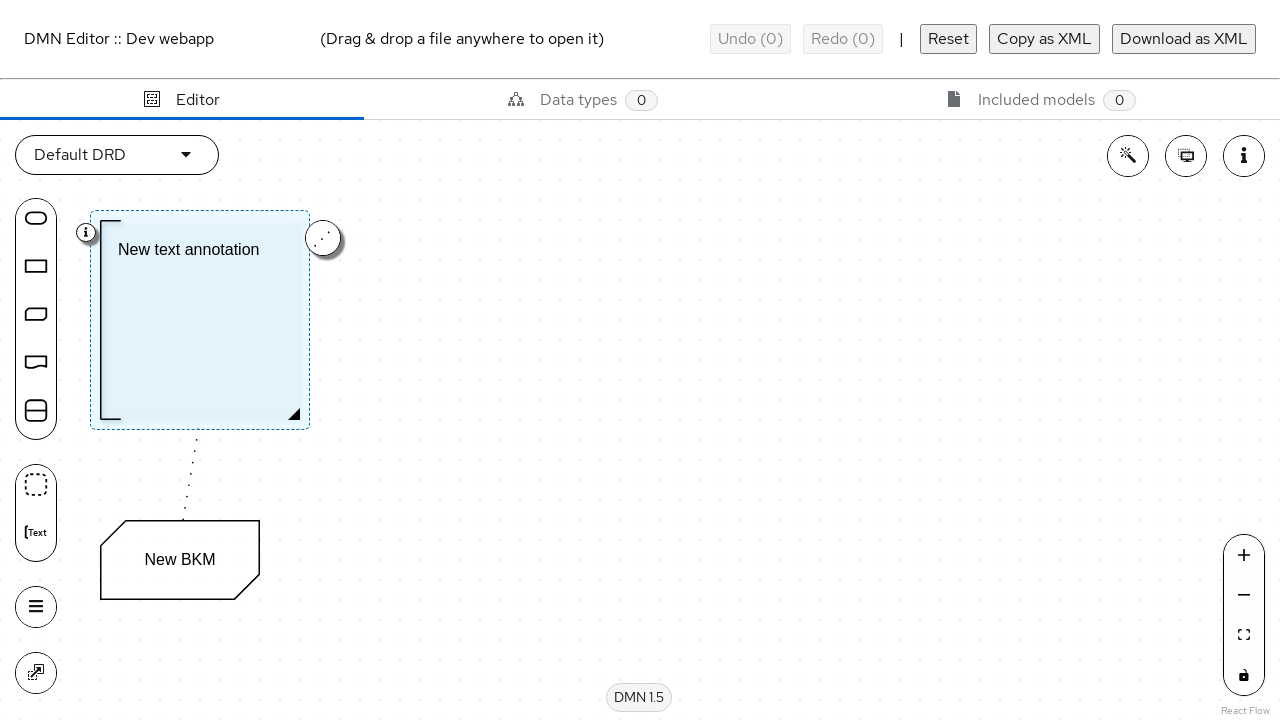 DMN Editor :: Dev webapp (Drag & drop a file anywhere to open it) Undo (0) Redo (0) | Reset Copy as XML Download as XML
Editor Data types 0 Included models 0
Default DRD
New text annotation
Text
New BKM
DMN 1.5
React Flow